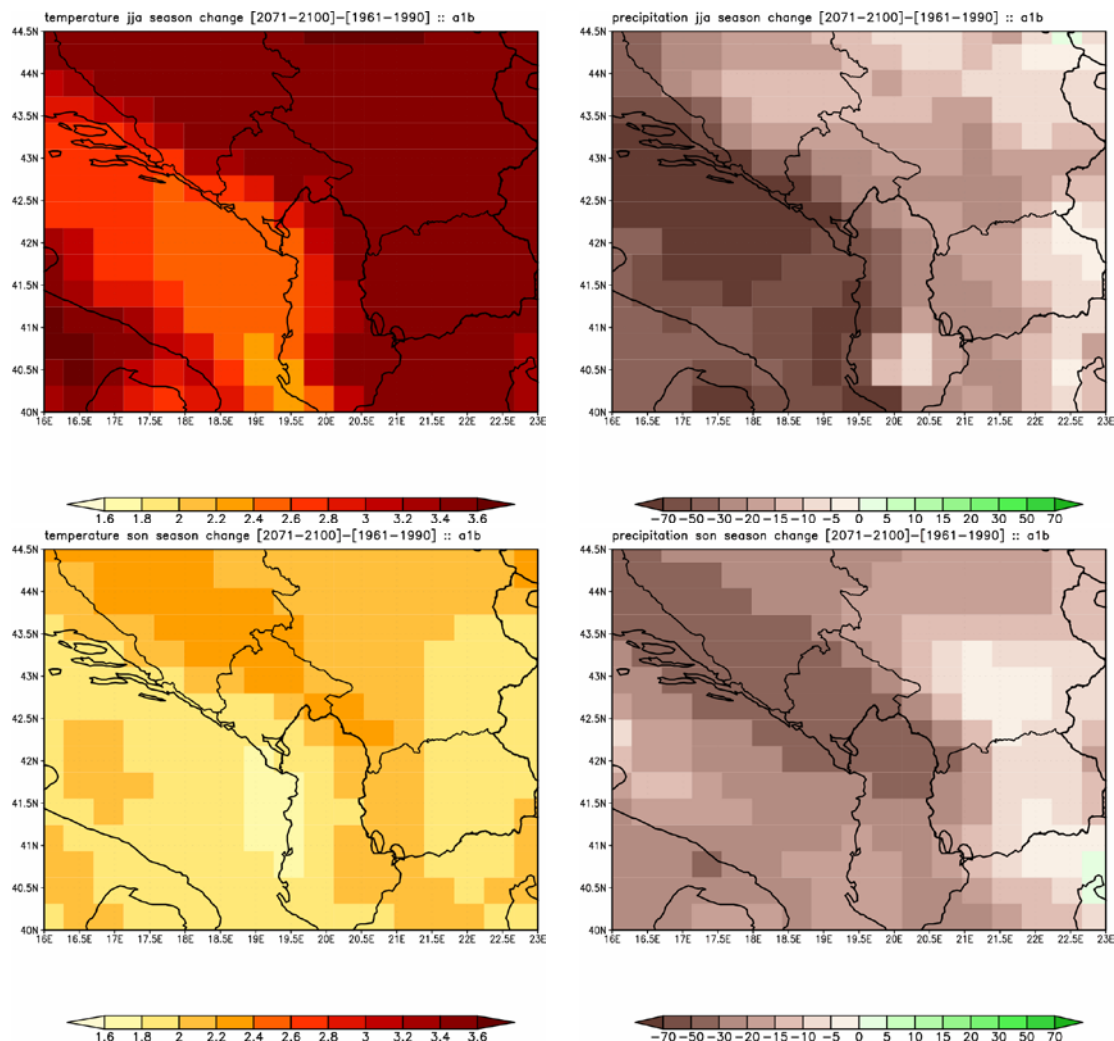 temperature jja season change [2071-2100]-[1961-1990] :: a1b
44.5N
44N
43.5N
43N
42.5N
42N
41.5N
41N
40.5N
40N
16E 16.5E 17E 17.5E 18E 18.5E 19E 19.5E 20E 20.5E 21E 21.5E 22E 22.5E 23E
1.6 1.8 2 2.2 2.4 2.6 2.8 3 3.2 3.4 3.6
precipitation jja season change [2071-2100]-[1961-1990] :: a1b
44.5N
44N
43.5N
43N
42.5N
42N
41.5N
41N
40.5N
40N
16E 16.5E 17E 17.5E 18E 18.5E 19E 19.5E 20E 20.5E 21E 21.5E 22E 22.5E 23E
-70 -50 -30 -20 -15 -10 -5 0 5 10 15 20 30 50 70
temperature son season change [2071-2100]-[1961-1990] :: a1b
44.5N
44N
43.5N
43N
42.5N
42N
41.5N
41N
40.5N
40N
16E 16.5E 17E 17.5E 18E 18.5E 19E 19.5E 20E 20.5E 21E 21.5E 22E 22.5E 23E
1.6 1.8 2 2.2 2.4 2.6 2.8 3 3.2 3.4 3.6
precipitation son season change [2071-2100]-[1961-1990] :: a1b
44.5N
44N
43.5N
43N
42.5N
42N
41.5N
41N
40.5N
40N
16E 16.5E 17E 17.5E 18E 18.5E 19E 19.5E 20E 20.5E 21E 21.5E 22E 22.5E 23E
-70 -50 -30 -20 -15 -10 -5 0 5 10 15 20 30 50 70